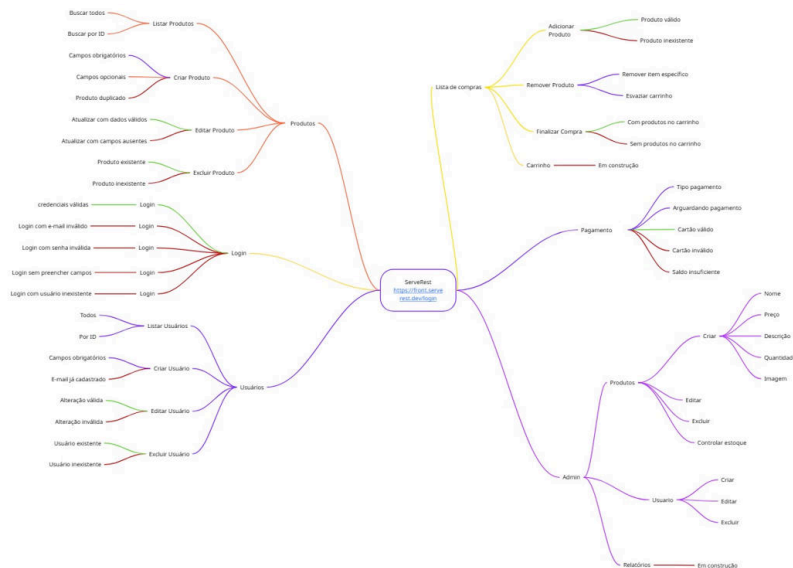 ServeRest
https://front.serve
rest.dev/login
Produtos
Listar Produtos
Buscar todos
Buscar por ID
Criar Produto
Campos obrigatórios
Campos opcionais
Produto duplicado
Editar Produto
Atualizar com dados válidos
Atualizar com campos ausentes
Excluir Produto
Produto existente
Produto inexistente
Login
Login
credenciais válidas
Login
Login com e-mail inválido
Login
Login com senha inválida
Login
Login sem preencher campos
Login
Login com usuário inexistente
Usuários
Listar Usuários
Todos
Por ID
Criar Usuário
Campos obrigatórios
E-mail já cadastrado
Editar Usuário
Alteração válida
Alteração inválida
Excluir Usuário
Usuário existente
Usuário inexistente
Lista de compras
Adicionar
Produto
Produto válido
Produto inexistente
Remover Produto
Remover item específico
Esvaziar carrinho
Finalizar Compra
Com produtos no carrinho
Sem produtos no carrinho
Carrinho
Em construção
Pagamento
Tipo pagamento
Arguardando pagamento
Cartão válido
Cartão inválido
Saldo insuficiente
Admin
Produtos
Criar
Nome
Preço
Descrição
Quantidad
Imagem
Editar
Excluir
Controlar estoque
Usuario
Criar
Editar
Excluir
Relatórios
Em construcão